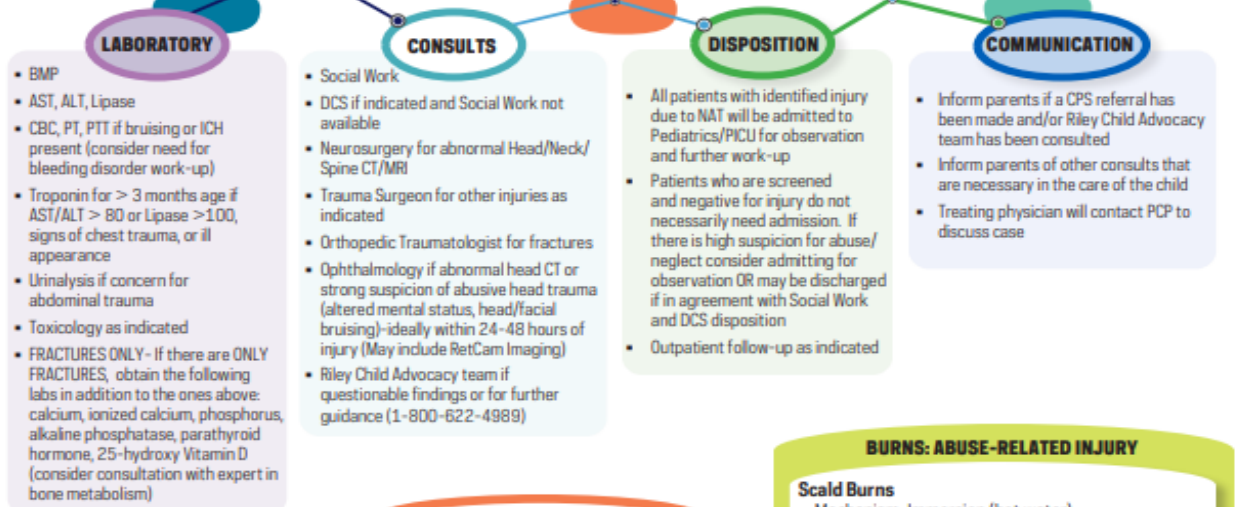 LABORATORY
▪ BMP
▪ AST, ALT, Lipase
▪ CBC, PT, PTT if bruising or ICH
present (consider need for
bleeding disorder work-up)
▪ Troponin for > 3 months age if
AST/ALT > 80 or Lipase >100,
signs of chest trauma, or ill
appearance
▪ Urinalysis if concern for
abdominal trauma
▪ Toxicology as indicated
▪ FRACTURES ONLY- If there are ONLY
FRACTURES, obtain the following
labs in addition to the ones above:
calcium, ionized calcium, phosphorus,
alkaline phosphatase, parathyroid
hormone, 25-hydroxy Vitamin D
(consider consultation with expert in
bone metabolism)
CONSULTS
▪ Social Work
▪ DCS if indicated and Social Work not
available
▪ Neurosurgery for abnormal Head/Neck/
Spine CT/MRI
▪ Trauma Surgeon for other injuries as
indicated
▪ Orthopedic Traumatologist for fractures
▪ Ophthalmology if abnormal head CT or
strong suspicion of abusive head trauma
(altered mental status, head/facial
bruising)-ideally within 24-48 hours of
injury (May include RetCam Imaging)
▪ Riley Child Advocacy team if
questionable findings or for further
guidance (1-800-622-4989)
DISPOSITION
▪ All patients with identified injury
due to NAT will be admitted to
Pediatrics/PICU for observation
and further work-up
▪ Patients who are screened
and negative for injury do not
necessarily need admission. If
there is high suspicion for abuse/
neglect consider admitting for
observation OR may be discharged
if in agreement with Social Work
and DCS disposition
▪ Outpatient follow-up as indicated
COMMUNICATION
▪ Inform parents if a CPS referral has
been made and/or Riley Child Advocacy
team has been consulted
▪ Inform parents of other consults that
are necessary in the care of the child
▪ Treating physician will contact PCP to
discuss case
BURNS: ABUSE-RELATED INJURY
Scald Burns